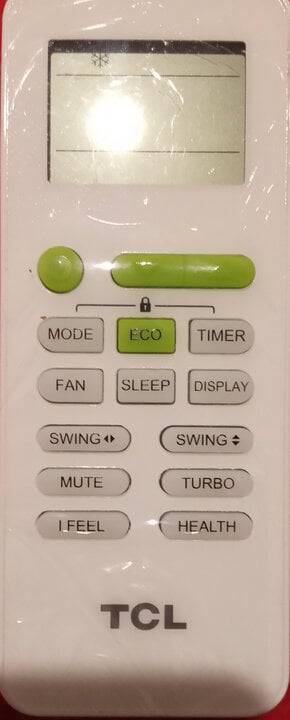 MODE ECO TIMER
FAN SLEEP DISPLAY
SWING SWING
MUTE TURBO
I FEEL HEALTH
TCL